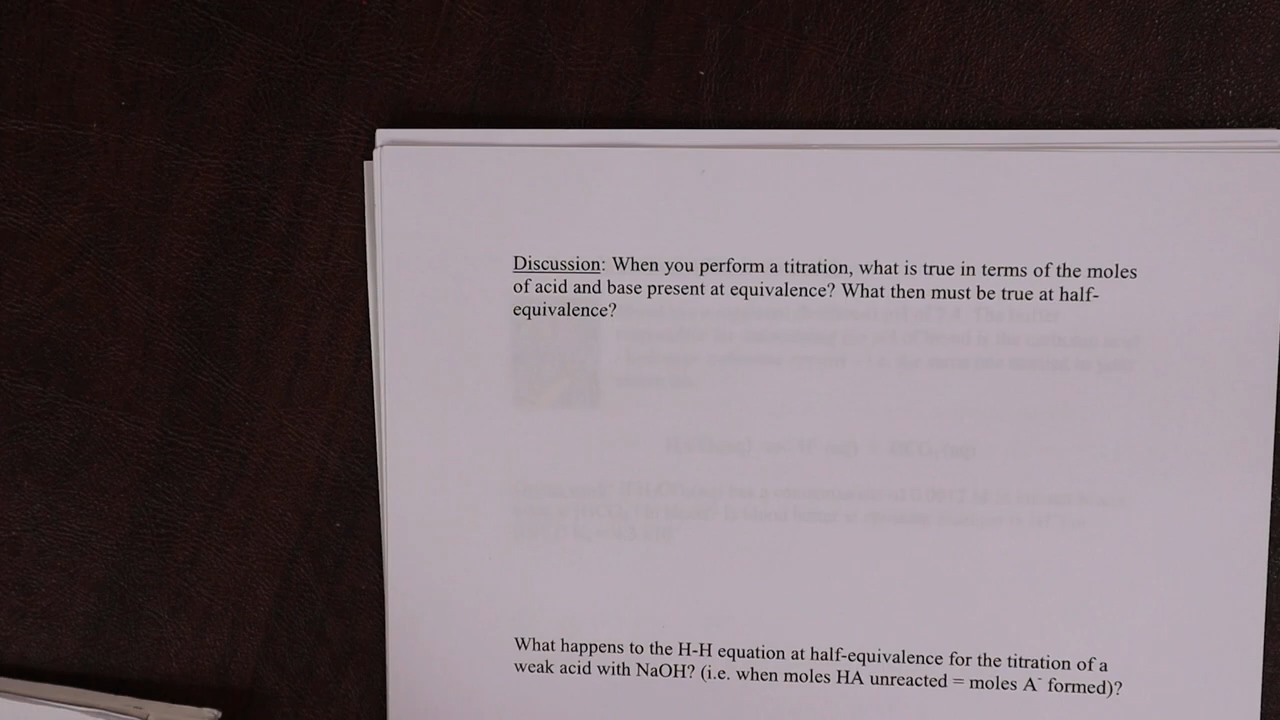 Discussion: When you perform a titration, what is true in terms of the moles
of acid and base present at equivalence? What then must be true at half-
equivalence?
What happens to the H-H equation at half-equivalence for the titration of a
weak acid with NaOH? (i.e. when moles HA unreacted = moles A⁻ formed)?